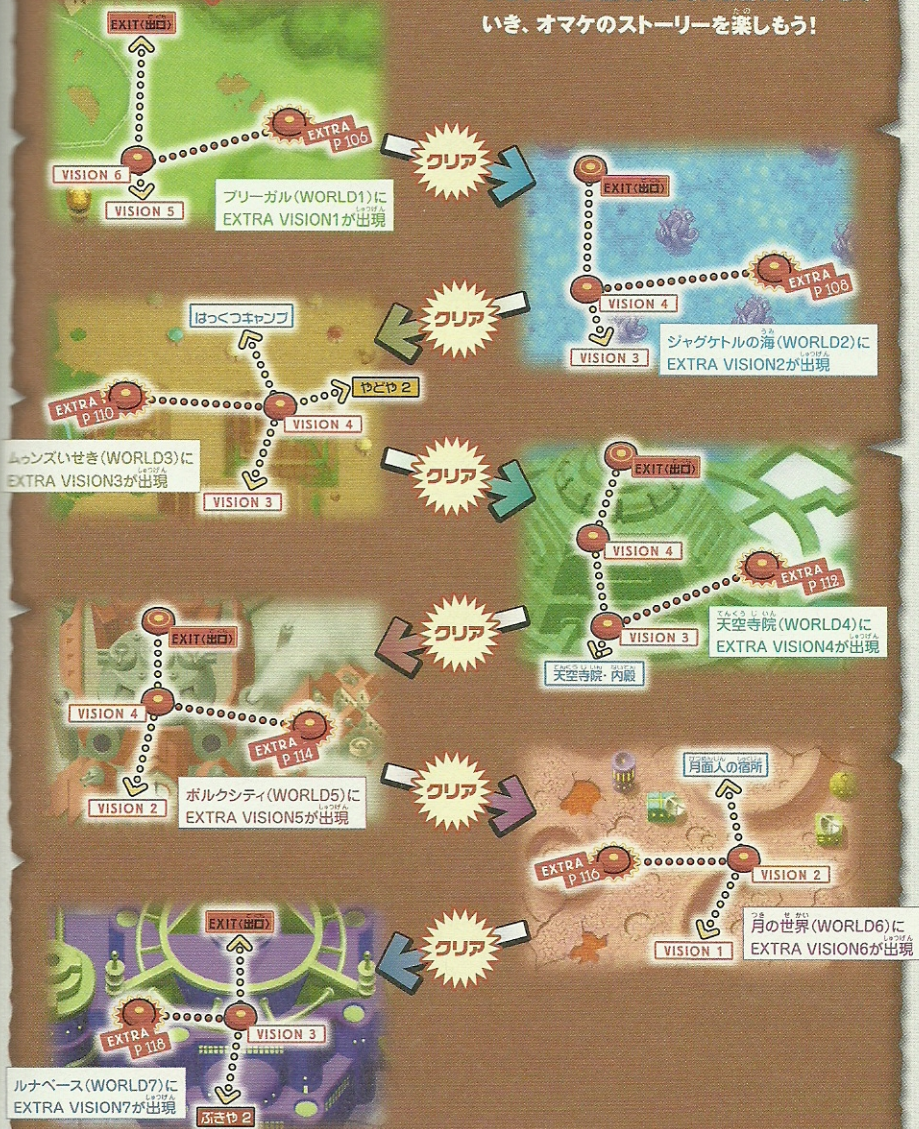 いき、オマケのストーリーを楽しもう!
EXIT(出口)
EXTRA
P 106
VISION 6
VISION 5
ブリーガル(WORLD1)に
EXTRA VISION1が出現
クリア
EXIT(出口)
EXTRA
P 108
VISION 4
VISION 3
ジャグケトルの海(WORLD2)に
EXTRA VISION2が出現
クリア
はっくつキャンプ
やどや 2
EXTRA
P 110
VISION 4
VISION 3
ムゥンズいせき(WORLD3)に
EXTRA VISION3が出現
クリア
EXIT(出口)
VISION 4
EXTRA
P 112
VISION 3
天空寺院・内殿
天空寺院(WORLD4)に
EXTRA VISION4が出現
クリア
EXIT(出口)
VISION 4
EXTRA
P 114
VISION 2
ボルクシティ(WORLD5)に
EXTRA VISION5が出現
クリア
月面人の宿所
EXTRA
P 116
VISION 2
VISION 1
月の世界(WORLD6)に
EXTRA VISION6が出現
クリア
EXIT(出口)
EXTRA
P 118
VISION 3
ぶきや 2
ルナベース(WORLD7)に
EXTRA VISION7が出現